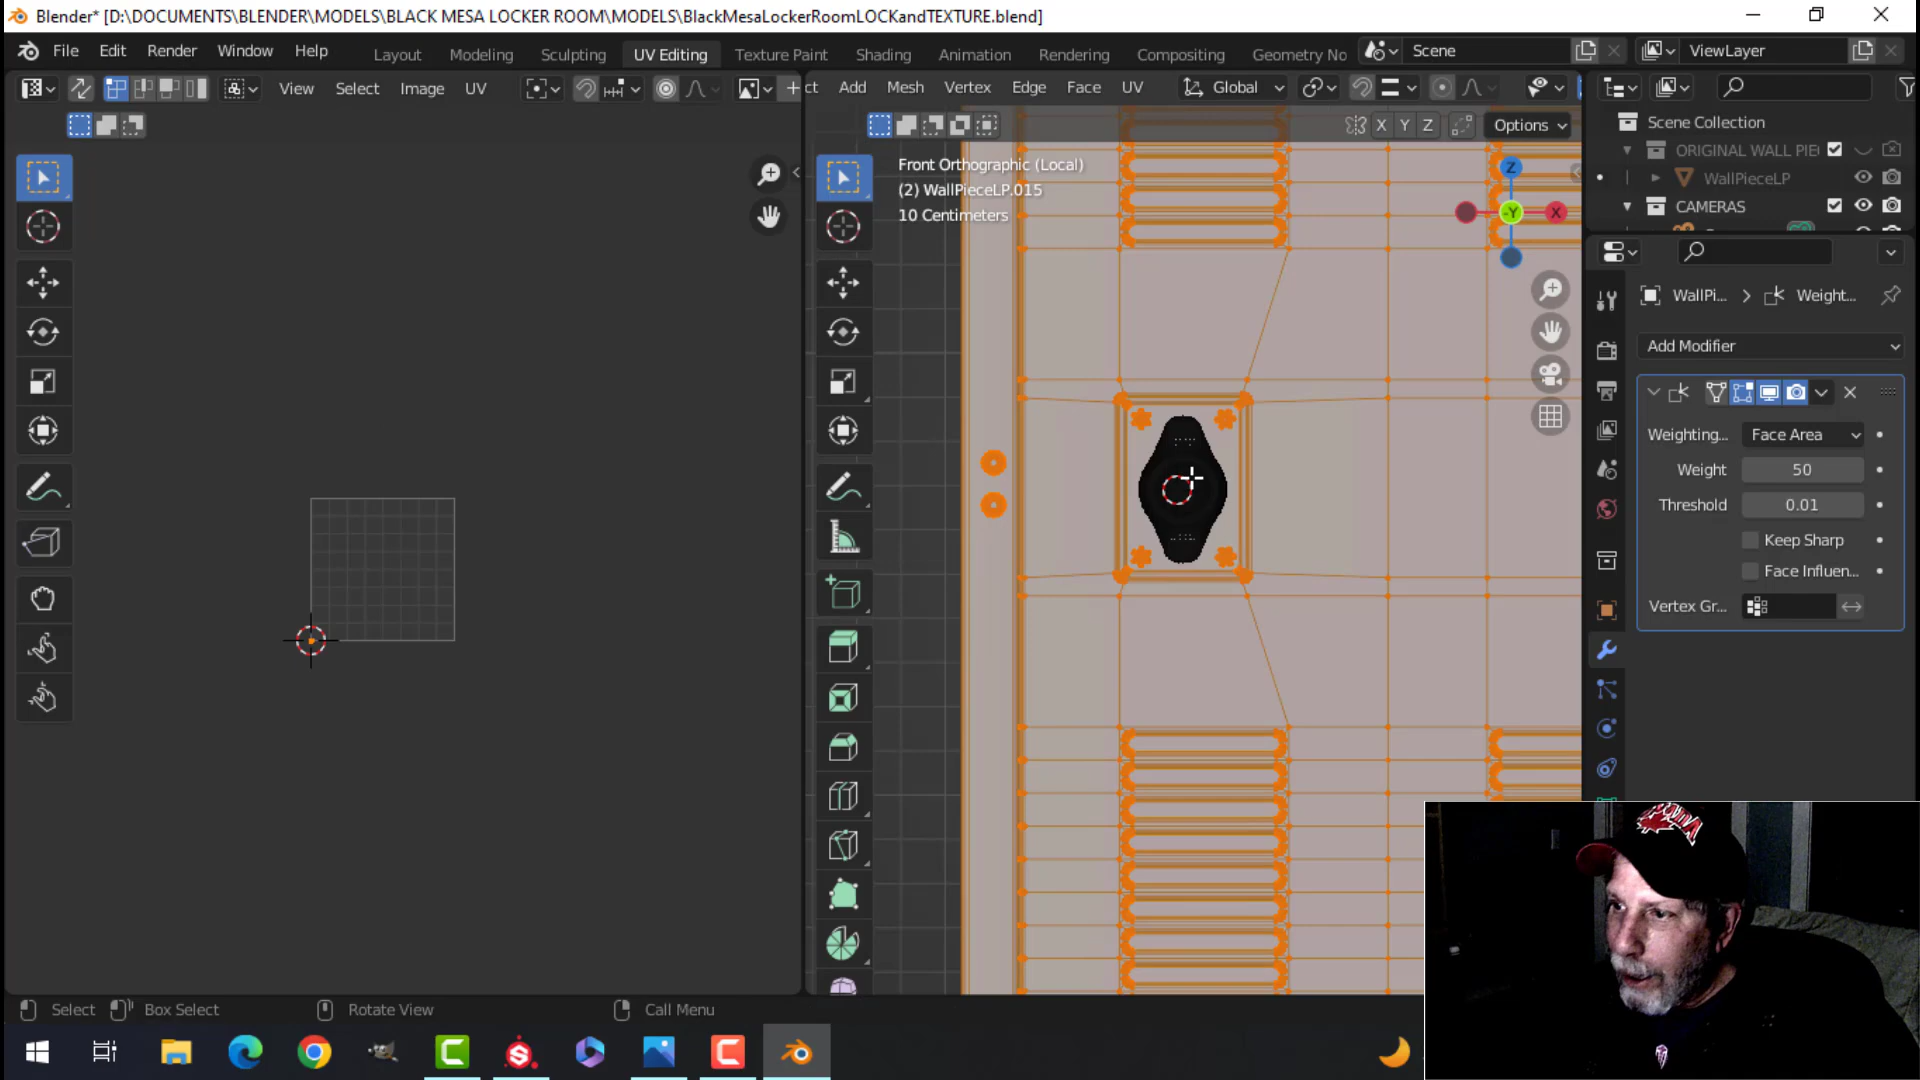 Blender* [D:\DOCUMENTS\BLENDER\MODELS\BLACK MESA LOCKER ROOM\MODELS\BlackMesaLockerRoomLOCKandTEXTURE.blend]
File Edit Render Window Help Layout Modeling Sculpting UV Editing Texture Paint Shading Animation Rendering Compositing Geometry No Scene ViewLayer
View Select Image UV ct Add Mesh Vertex Edge Face UV Global
X Y Z Options
Scene Collection
ORIGINAL WALL PIE
WallPieceLP
CAMERAS
Front Orthographic (Local)
(2) WallPieceLP.015
10 Centimeters
Z
-Y
X
WallPi... > Weight...
Add Modifier
Weighting... Face Area
Weight 50
Threshold 0.01
Keep Sharp
Face Influen...
Vertex Gr...
Select Box Select Rotate View Call Menu